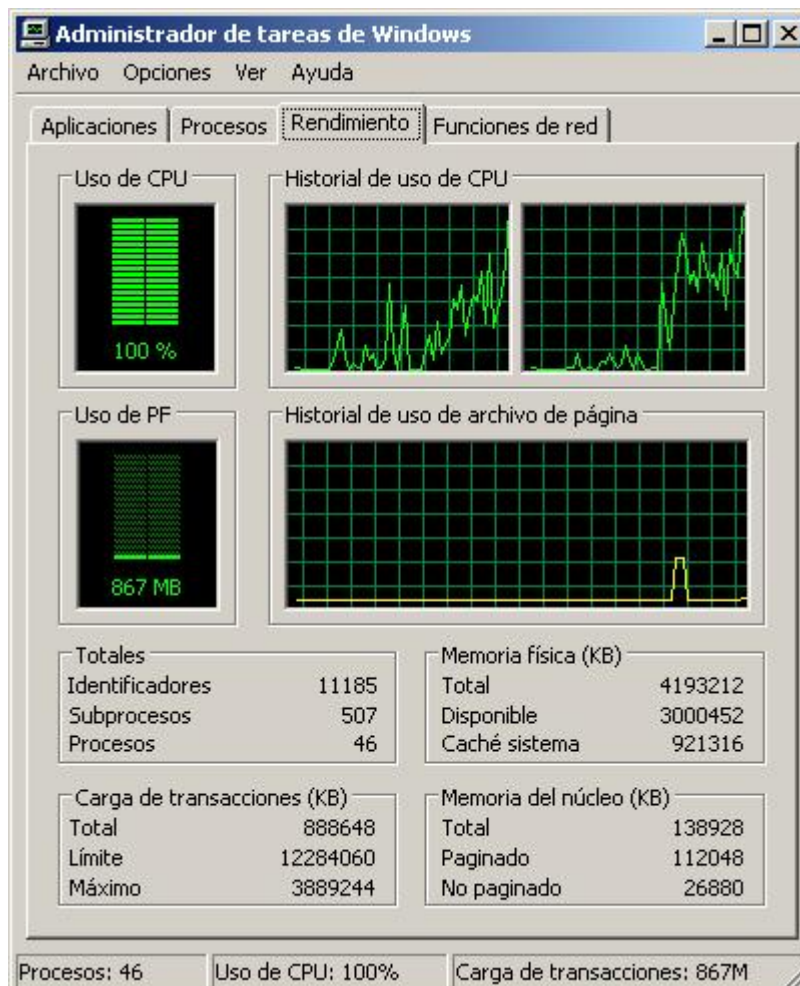 Administrador de tareas de Windows
Archivo Opciones Ver Ayuda
Aplicaciones Procesos Rendimiento Funciones de red
Uso de CPU Historial de uso de CPU
100 %
Uso de PF Historial de uso de archivo de página
867 MB
Totales
Identificadores 11185
Subprocesos 507
Procesos 46
Memoria física (KB)
Total 4193212
Disponible 3000452
Caché sistema 921316
Carga de transacciones (KB)
Total 888648
Límite 12284060
Máximo 3889244
Memoria del núcleo (KB)
Total 138928
Paginado 112048
No paginado 26880
Procesos: 46 Uso de CPU: 100% Carga de transacciones: 867M